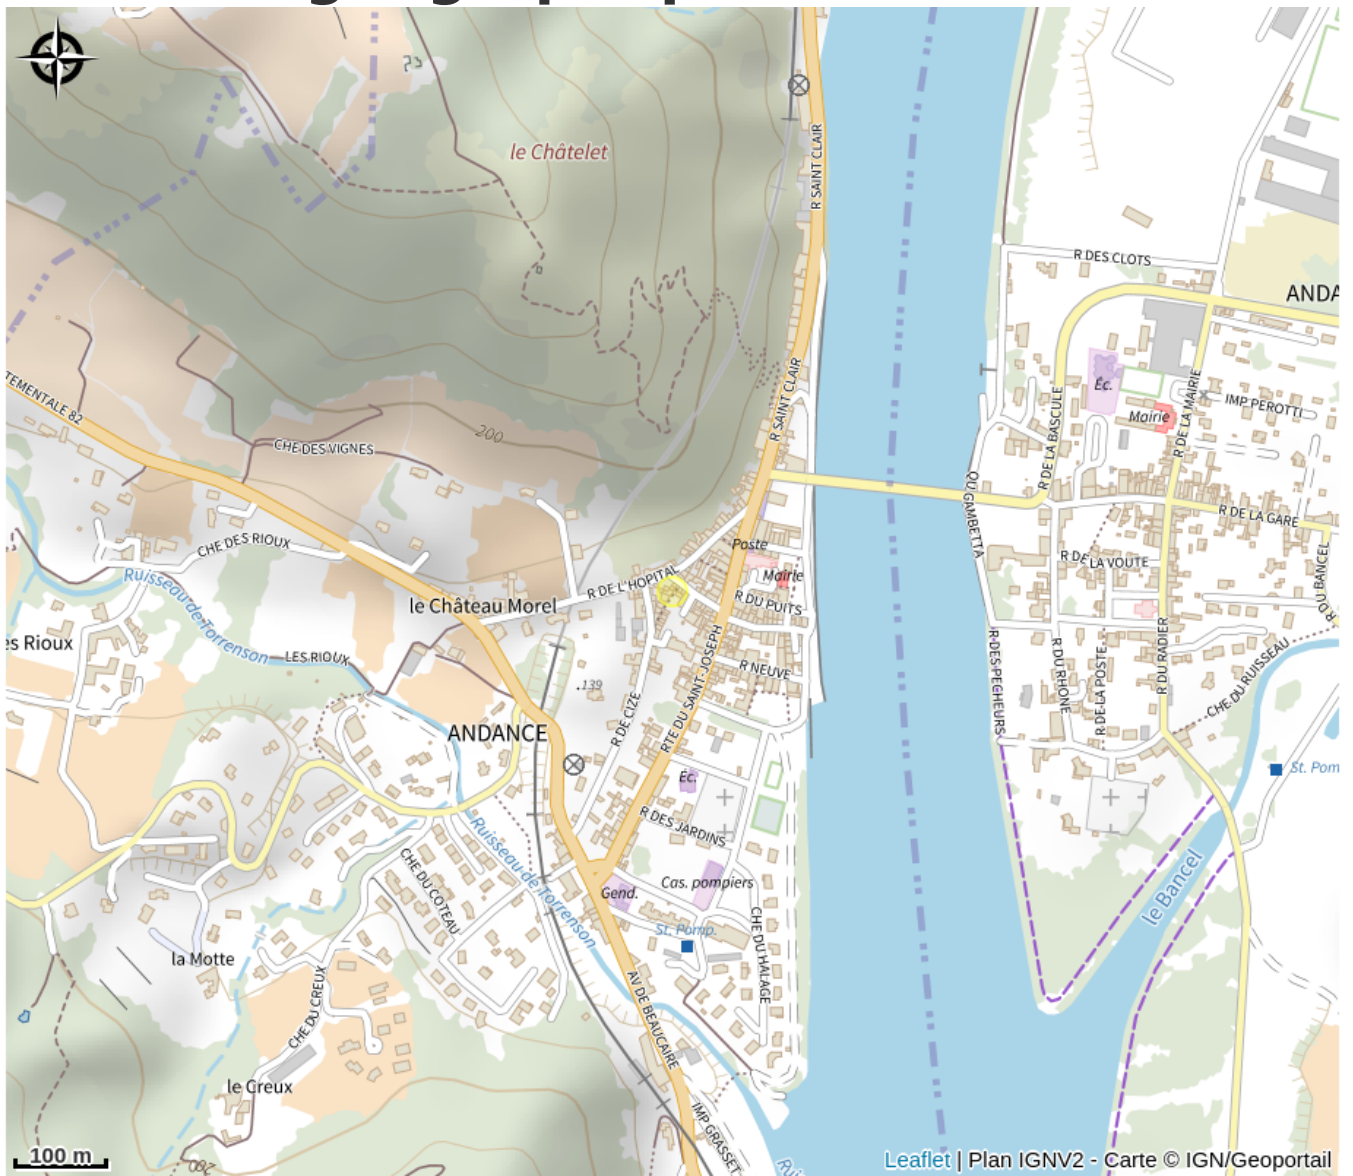 le Châtelet
R SAINT CLAIR
R DES CLOTS
ANDA
TEMENTALE 82
R SAINT CLAIR
Éc.
Mairie
R DE LA MAIRIE
IMP PEROTTI
R DE LA BASCULE
200
CHE DES VIGNES
QU GAMBETTA
R DE LA GARE
CHE DES RIOUX
Poste
Mairie
R DE LA VOUTE
R DU BANCEL
Ruisseau de Torrenson
R DE L'HOPITAL
le Château Morel
R DU PUITS
es Rioux
LES RIOUX
R NEUVE
139
R DE CIZE
RTE DU SAINT-JOSEPH
R DES PECHEURS
R DU RHONE
R DE LA POSTE
R DU RADIER
CHE DU RUISSEAU
ANDANCE
Éc.
St. Pom
R DES JARDINS
Ruisseau de Torrenson
CHE DU COTEAU
Gend.
Cas. pompiers
le Bancel
St. Pomp.
CHE DU HALAGE
la Motte
CHE DU CREUX
AV DE BEAUCAIRE
le Creux
IMP GRASSET
200
100 m
Leaflet | Plan IGNV2 - Carte © IGN/Geoportail